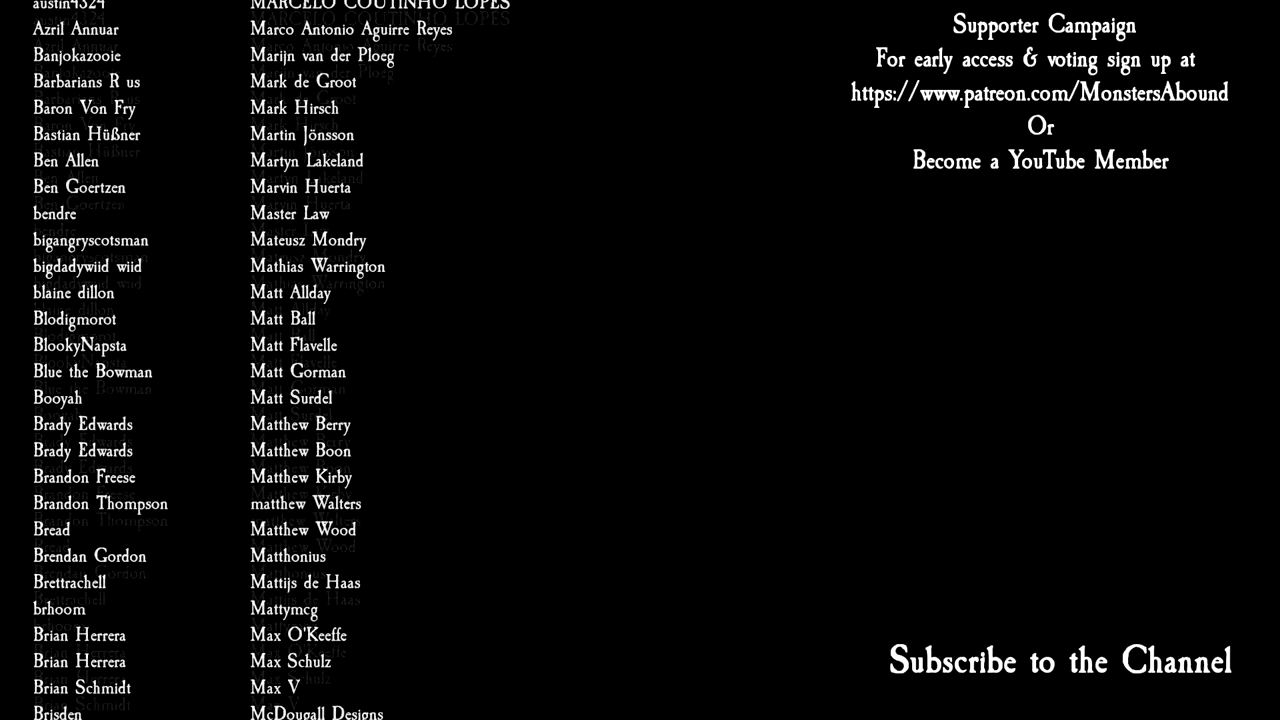 austin4324
Azril Annuar
Banjokazooie
Barbarians R us
Baron Von Fry
Bastian Hüßner
Ben Allen
Ben Goertzen
bendre
bigangryscotsman
bigdadywiid wiid
blaine dillon
Blodigmorot
BlookyNapsta
Blue the Bowman
Booyah
Brady Edwards
Brady Edwards
Brandon Freese
Brandon Thompson
Bread
Brendan Gordon
Brettrachell
brhoom
Brian Herrera
Brian Herrera
Brian Schmidt
Brisden
MARCELO COUTINHO LOPES
Marco Antonio Aguirre Reyes
Marijn van der Ploeg
Mark de Groot
Mark Hirsch
Martin Jönsson
Martyn Lakeland
Marvin Huerta
Master Law
Mateusz Mondry
Mathias Warrington
Matt Allday
Matt Ball
Matt Flavelle
Matt Gorman
Matt Surdel
Matthew Berry
Matthew Boon
Matthew Kirby
matthew Walters
Matthew Wood
Matthonius
Mattijs de Haas
Mattymcg
Max O'Keeffe
Max Schulz
Max V
McDougall Designs
Supporter Campaign
For early access & voting sign up at
https://www.patreon.com/MonstersAbound
Or
Become a YouTube Member
Subscribe to the Channel